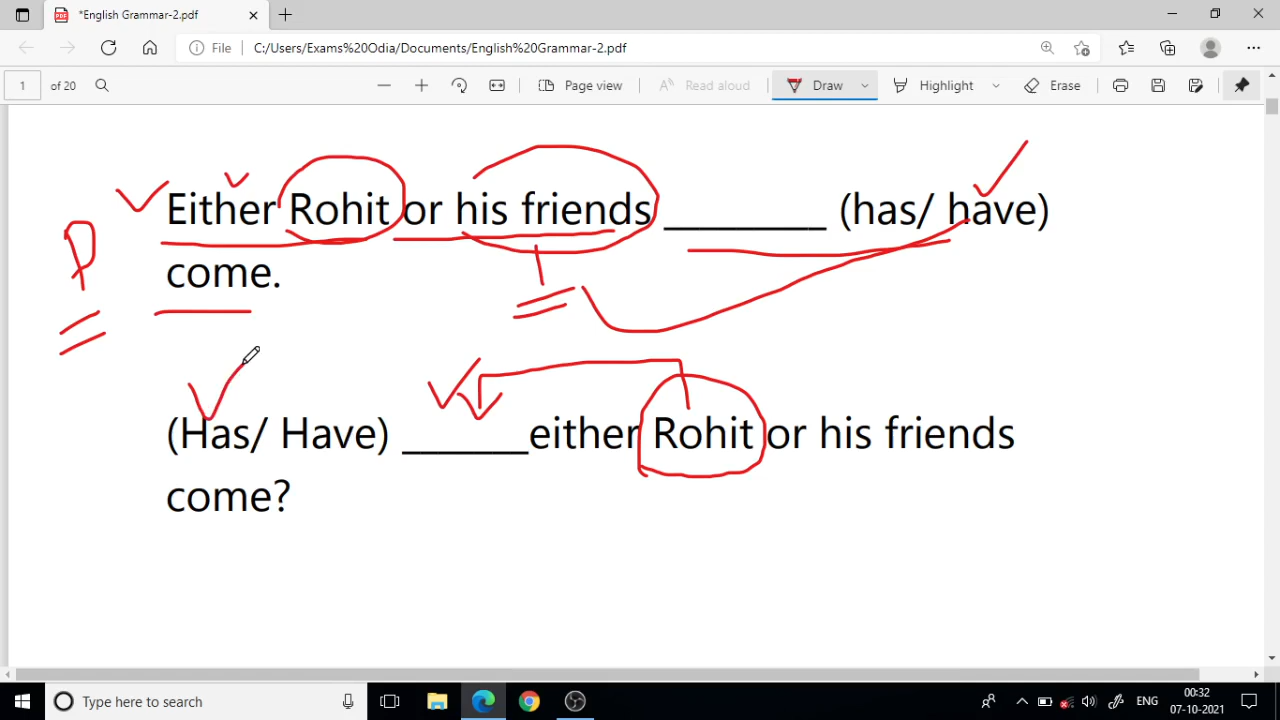 *English Grammar-2.pdf
File C:/Users/Exams%20Odia/Documents/English%20Grammar-2.pdf
1 of 20 Page view Read aloud Draw Highlight Erase
Either Rohit or his friends _______ (has/ have)
come.
P
(Has/ Have) ______either Rohit or his friends
come?
Type here to search
ENG
00:32
07-10-2021